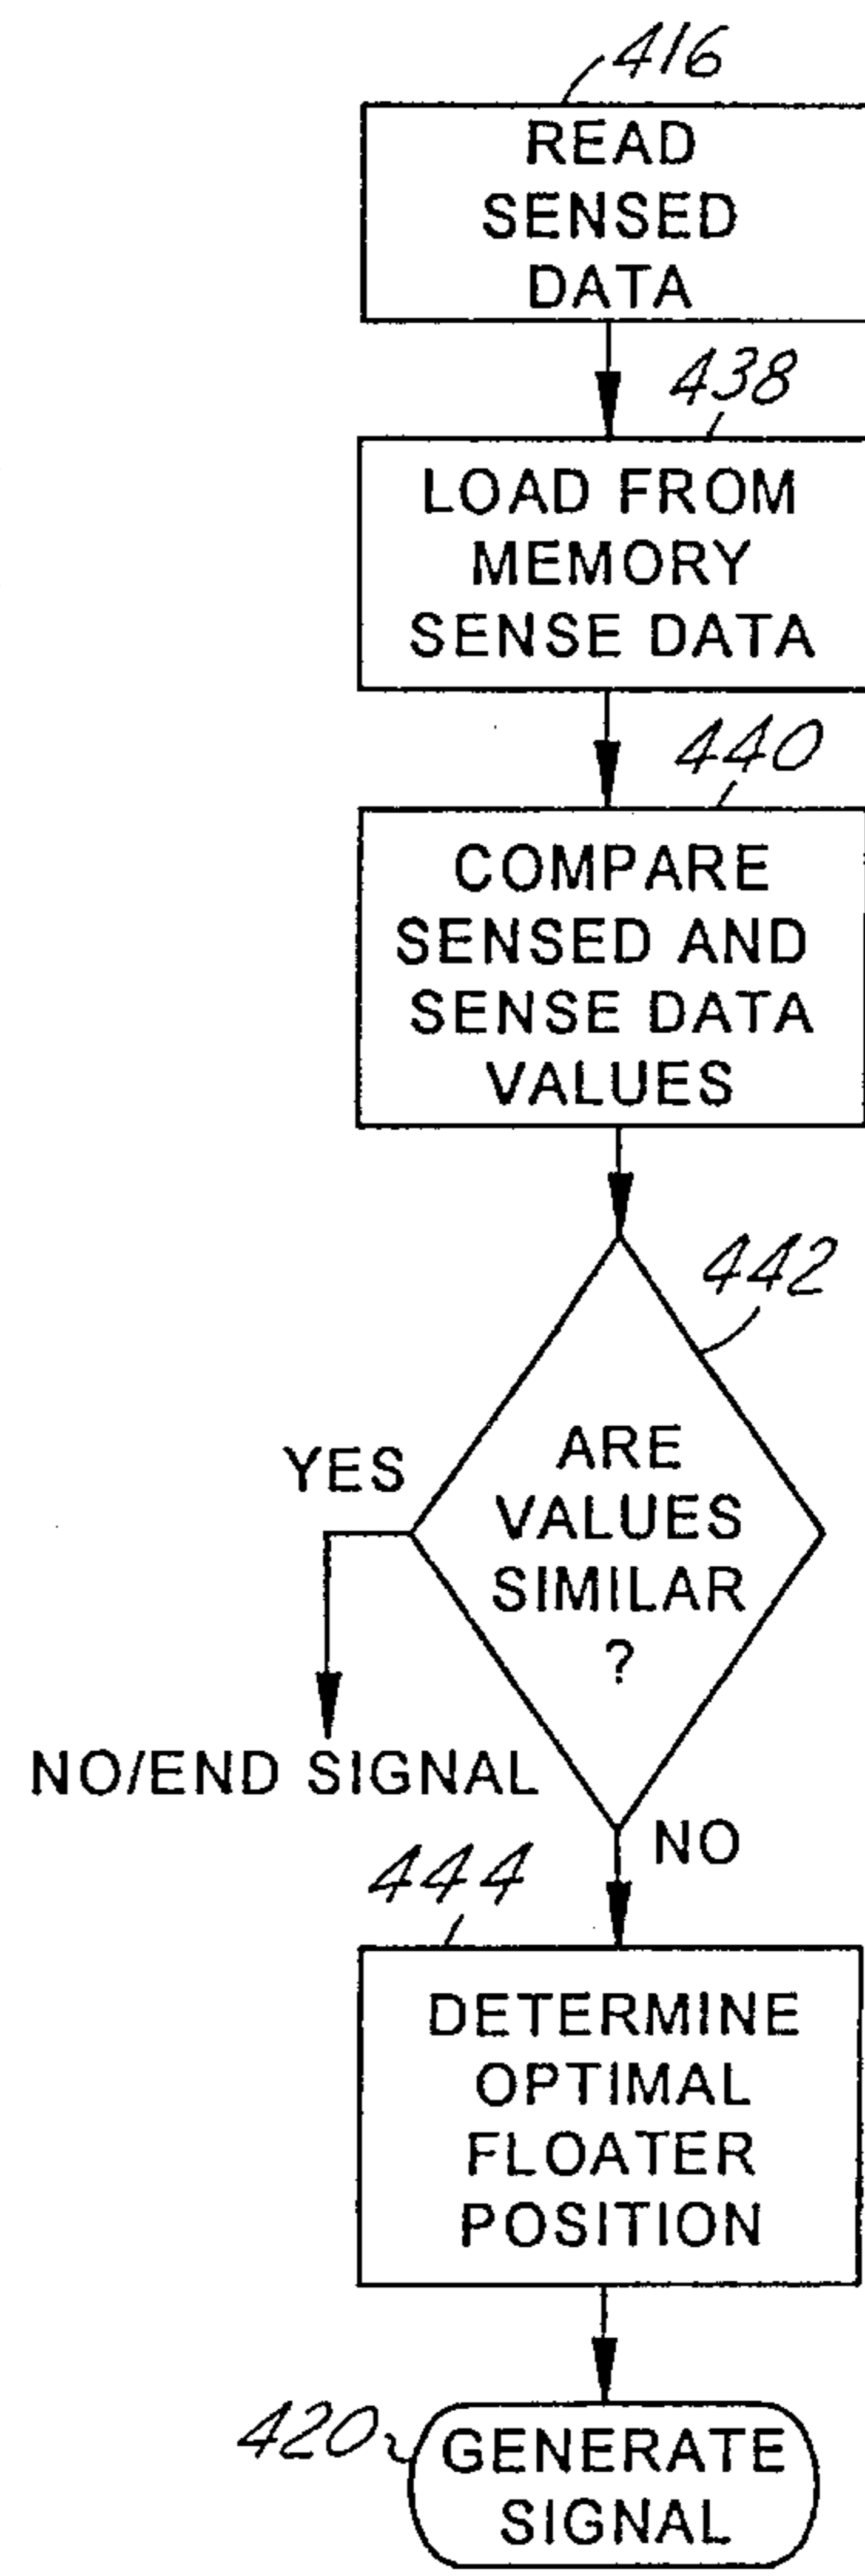 416
READ
SENSED
DATA
438
LOAD FROM
MEMORY
SENSE DATA
440
COMPARE
SENSED AND
SENSE DATA
VALUES
442
YES
ARE
VALUES
SIMILAR
?
NO/END SIGNAL
NO
444
DETERMINE
OPTIMAL
FLOATER
POSITION
420
GENERATE
SIGNAL